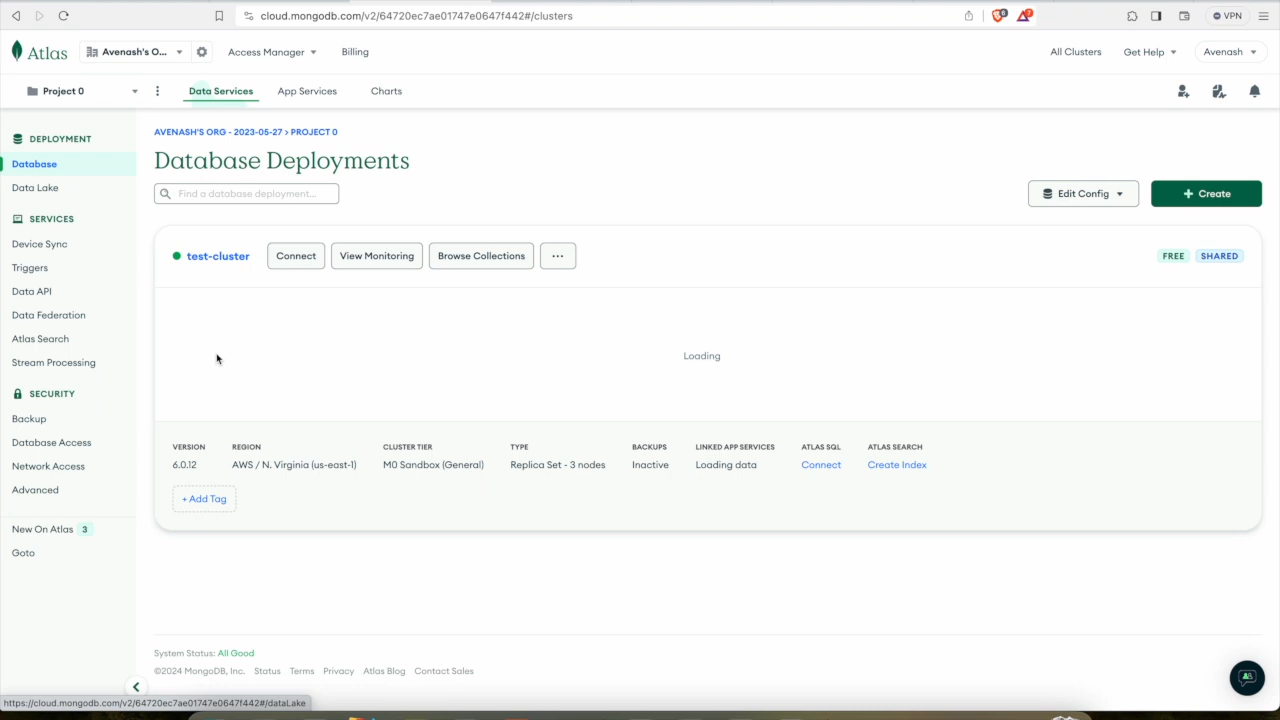 cloud.mongodb.com/v2/64720ec7ae01747e0647f442#/clusters
VPN
Atlas
Avenash's O...
Access Manager
Billing
All Clusters
Get Help
Avenash
Project 0
Data Services
App Services
Charts
DEPLOYMENT
Database
Data Lake
SERVICES
Device Sync
Triggers
Data API
Data Federation
Atlas Search
Stream Processing
SECURITY
Backup
Database Access
Network Access
Advanced
New On Atlas 3
Goto
AVENASH'S ORG - 2023-05-27 > PROJECT 0
Database Deployments
Find a database deployment...
Edit Config
+ Create
test-cluster
Connect
View Monitoring
Browse Collections
...
FREE
SHARED
Loading
VERSION REGION CLUSTER TIER TYPE BACKUPS LINKED APP SERVICES ATLAS SQL ATLAS SEARCH
6.0.12 AWS / N. Virginia (us-east-1) M0 Sandbox (General) Replica Set - 3 nodes Inactive Loading data Connect Create Index
+ Add Tag
System Status: All Good
©2024 MongoDB, Inc. Status Terms Privacy Atlas Blog Contact Sales
https://cloud.mongodb.com/v2/64720ec7ae01747e0647f442#/dataLake